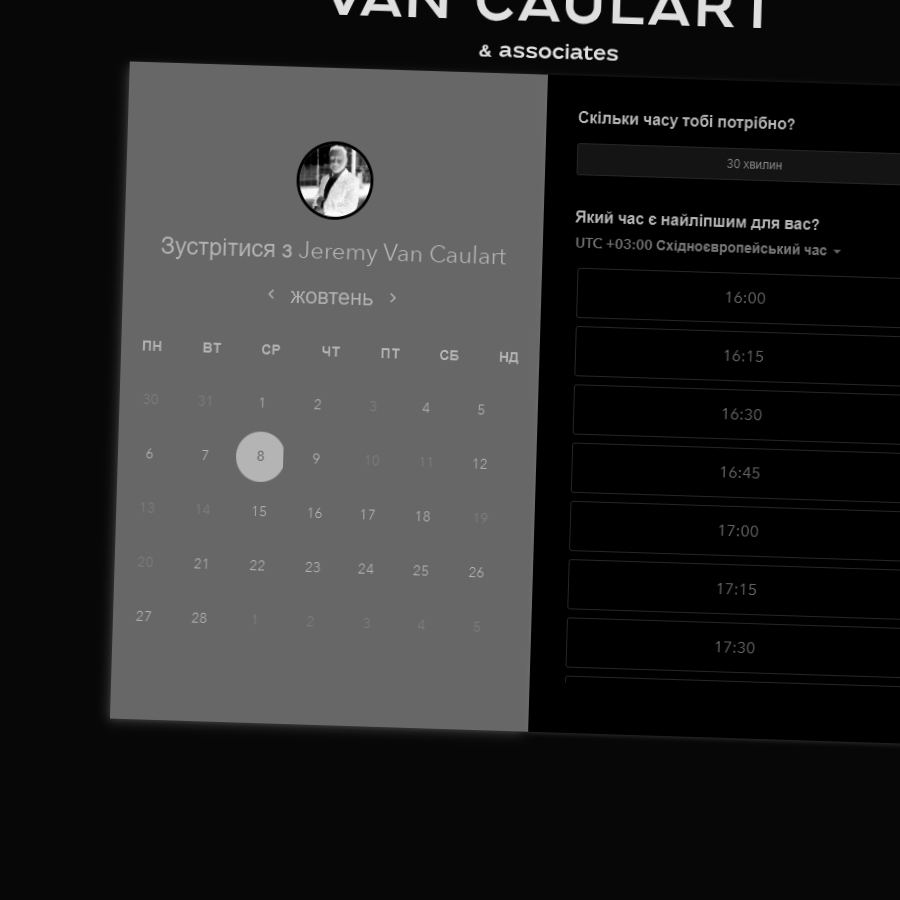 VAN CAULART
& associates
Зустрітися з Jeremy Van Caulart
‹ жовтень ›
ПН ВТ СР ЧТ ПТ СБ НД
30 31 1 2 3 4 5
6 7 8 9 10 11 12
13 14 15 16 17 18 19
20 21 22 23 24 25 26
27 28 1 2 3 4 5
Скільки часу тобі потрібно?
30 хвилин
Який час є найліпшим для вас?
UTC +03:00 Східноєвропейський час
16:00
16:15
16:30
16:45
17:00
17:15
17:30